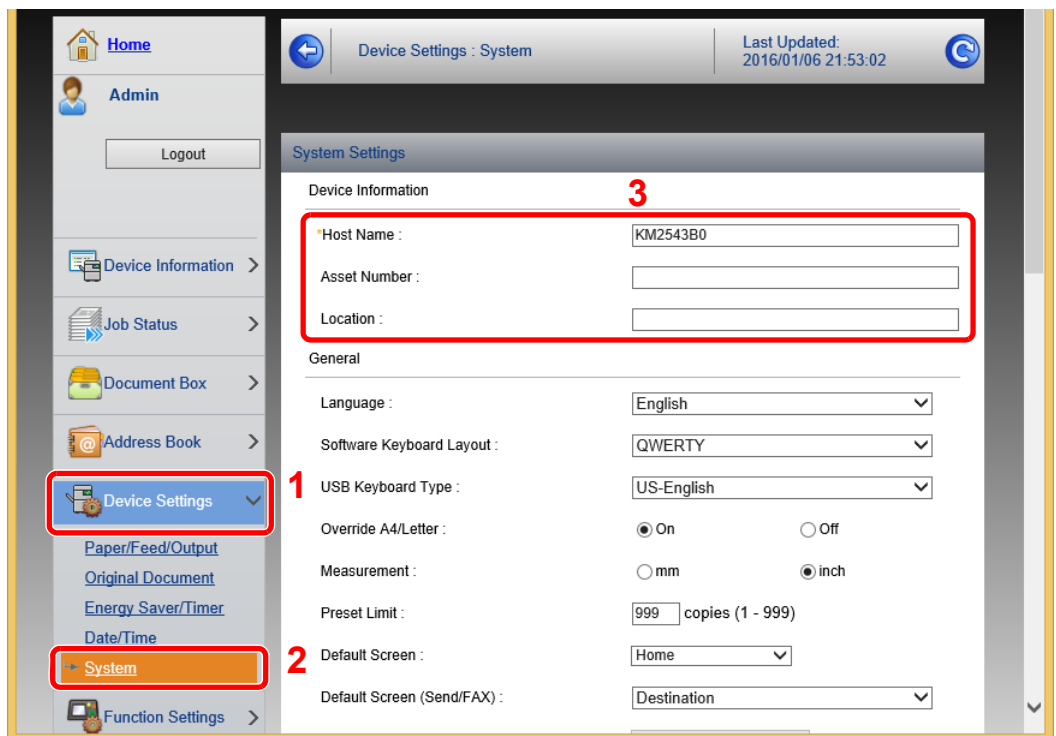 Home
Admin
Logout
Device Information
Job Status
Document Box
Address Book
1
Device Settings
Paper/Feed/Output
Original Document
Energy Saver/Timer
Date/Time
2
System
Function Settings
Device Settings : System
Last Updated:
2016/01/06 21:53:02
System Settings
Device Information
3
*Host Name : KM2543B0
Asset Number :
Location :
General
Language : English
Software Keyboard Layout : QWERTY
USB Keyboard Type : US-English
Override A4/Letter : On Off
Measurement : mm inch
Preset Limit : 999 copies (1 - 999)
Default Screen : Home
Default Screen (Send/FAX) : Destination